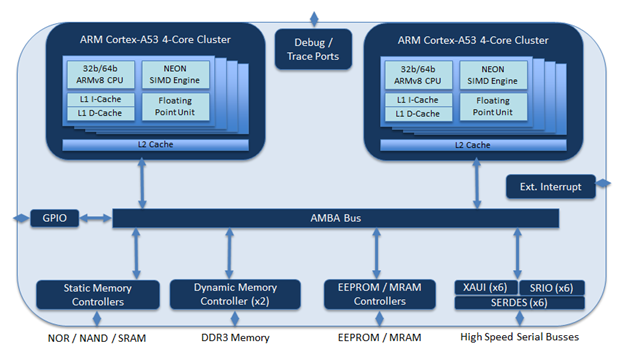 ARM Cortex-A53 4-Core Cluster
32b/64b
ARMv8 CPU
NEON
SIMD Engine
L1 I-Cache
L1 D-Cache
Floating
Point Unit
L2 Cache
Debug /
Trace Ports
ARM Cortex-A53 4-Core Cluster
32b/64b
ARMv8 CPU
NEON
SIMD Engine
L1 I-Cache
L1 D-Cache
Floating
Point Unit
L2 Cache
Ext. Interrupt
GPIO
AMBA Bus
Static Memory
Controllers
Dynamic Memory
Controller (x2)
EEPROM / MRAM
Controllers
XAUI (x6)
SRIO (x6)
SERDES (x6)
NOR / NAND / SRAM
DDR3 Memory
EEPROM / MRAM
High Speed Serial Busses